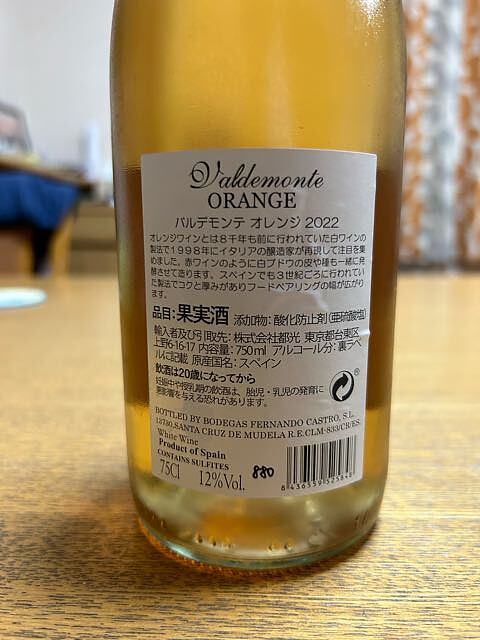 Valdemonte
ORANGE
バルデモンテ オレンジ 2022
オレンジワインとは8千年も前に行われていた白ワインの
製法で1998年にイタリアの醸造家が再現して注目を集
めました。赤ワインのように白ブドウの皮や種も一緒に発
酵させて造ります。スペインでも3世紀ごろに行われてい
た製法でコクと厚みがありフードペアリングの幅が広がり
ます。
品目:果実酒 添加物:酸化防止剤(亜硫酸塩)
輸入者及び引取先:株式会社都光 東京都台東区
上野6-16-17 内容量:750ml アルコール分:裏ラベ
ルに記載 原産国名:スペイン
飲酒は20歳になってから
妊娠中や授乳期の飲酒は、胎児・乳児の発育に
悪影響を与える恐れがあります。
BOTTLED BY BODEGAS FERNANDO CASTRO, S.L.
13730,SANTA CRUZ DE MUDELA R.E.CLM-833/CR/ES.
White Wine
Product of Spain
CONTAINS SULFITES
75Cl 12%Vol.
880
8 436559 525848